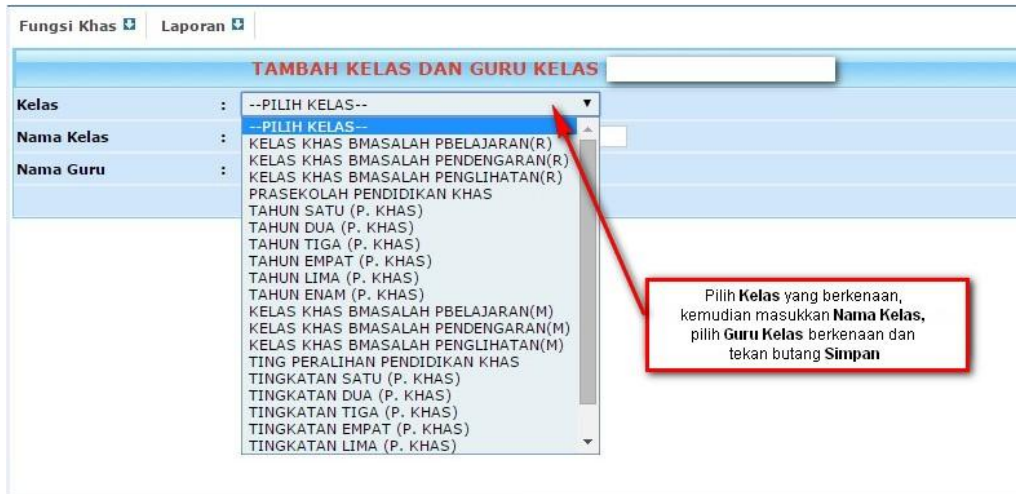 Fungsi Khas Laporan
TAMBAH KELAS DAN GURU KELAS
Kelas : --PILIH KELAS--
Nama Kelas :
Nama Guru :
--PILIH KELAS--
KELAS KHAS BMASALAH PBELAJARAN(R)
KELAS KHAS BMASALAH PENDENGARAN(R)
KELAS KHAS BMASALAH PENGLIHATAN(R)
PRASEKOLAH PENDIDIKAN KHAS
TAHUN SATU (P. KHAS)
TAHUN DUA (P. KHAS)
TAHUN TIGA (P. KHAS)
TAHUN EMPAT (P. KHAS)
TAHUN LIMA (P. KHAS)
TAHUN ENAM (P. KHAS)
KELAS KHAS BMASALAH PBELAJARAN(M)
KELAS KHAS BMASALAH PENDENGARAN(M)
KELAS KHAS BMASALAH PENGLIHATAN(M)
TING PERALIHAN PENDIDIKAN KHAS
TINGKATAN SATU (P. KHAS)
TINGKATAN DUA (P. KHAS)
TINGKATAN TIGA (P. KHAS)
TINGKATAN EMPAT (P. KHAS)
TINGKATAN LIMA (P. KHAS)
Pilih Kelas yang berkenaan,
kemudian masukkan Nama Kelas,
pilih Guru Kelas berkenaan dan
tekan butang Simpan